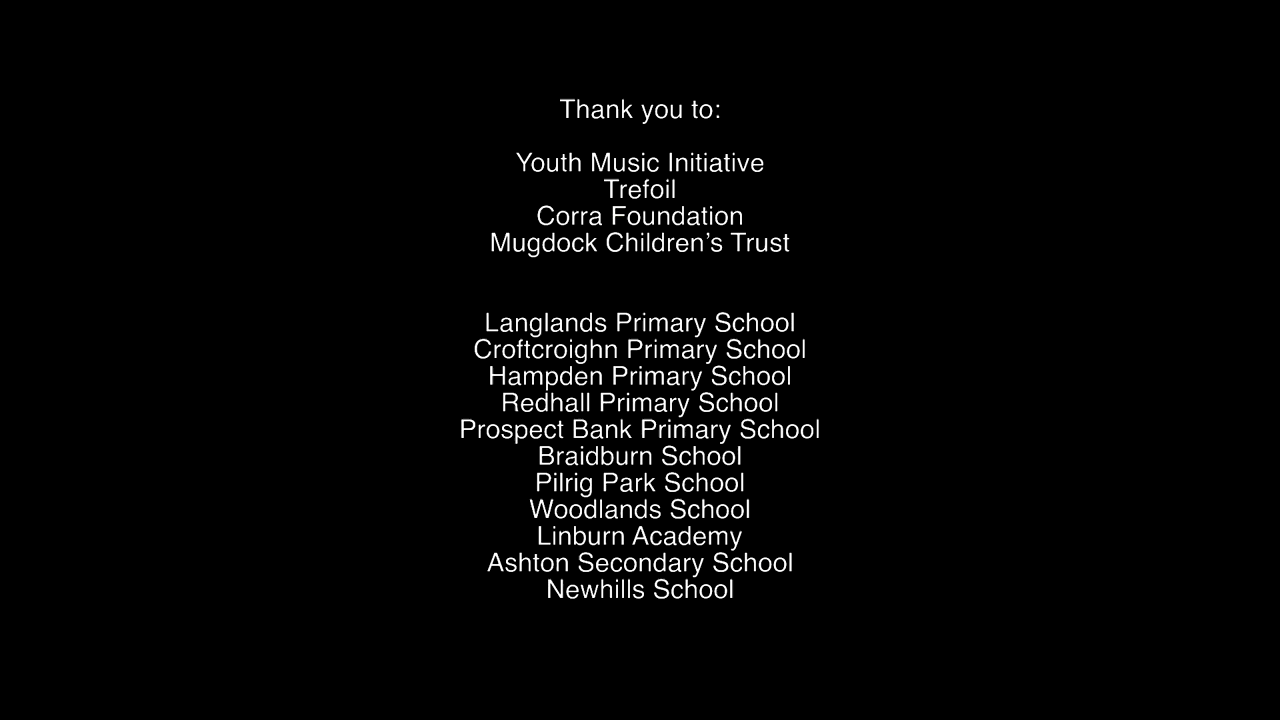 Thank you to:
Youth Music Initiative
Trefoil
Corra Foundation
Mugdock Children’s Trust
Langlands Primary School
Croftcroighn Primary School
Hampden Primary School
Redhall Primary School
Prospect Bank Primary School
Braidburn School
Pilrig Park School
Woodlands School
Linburn Academy
Ashton Secondary School
Newhills School